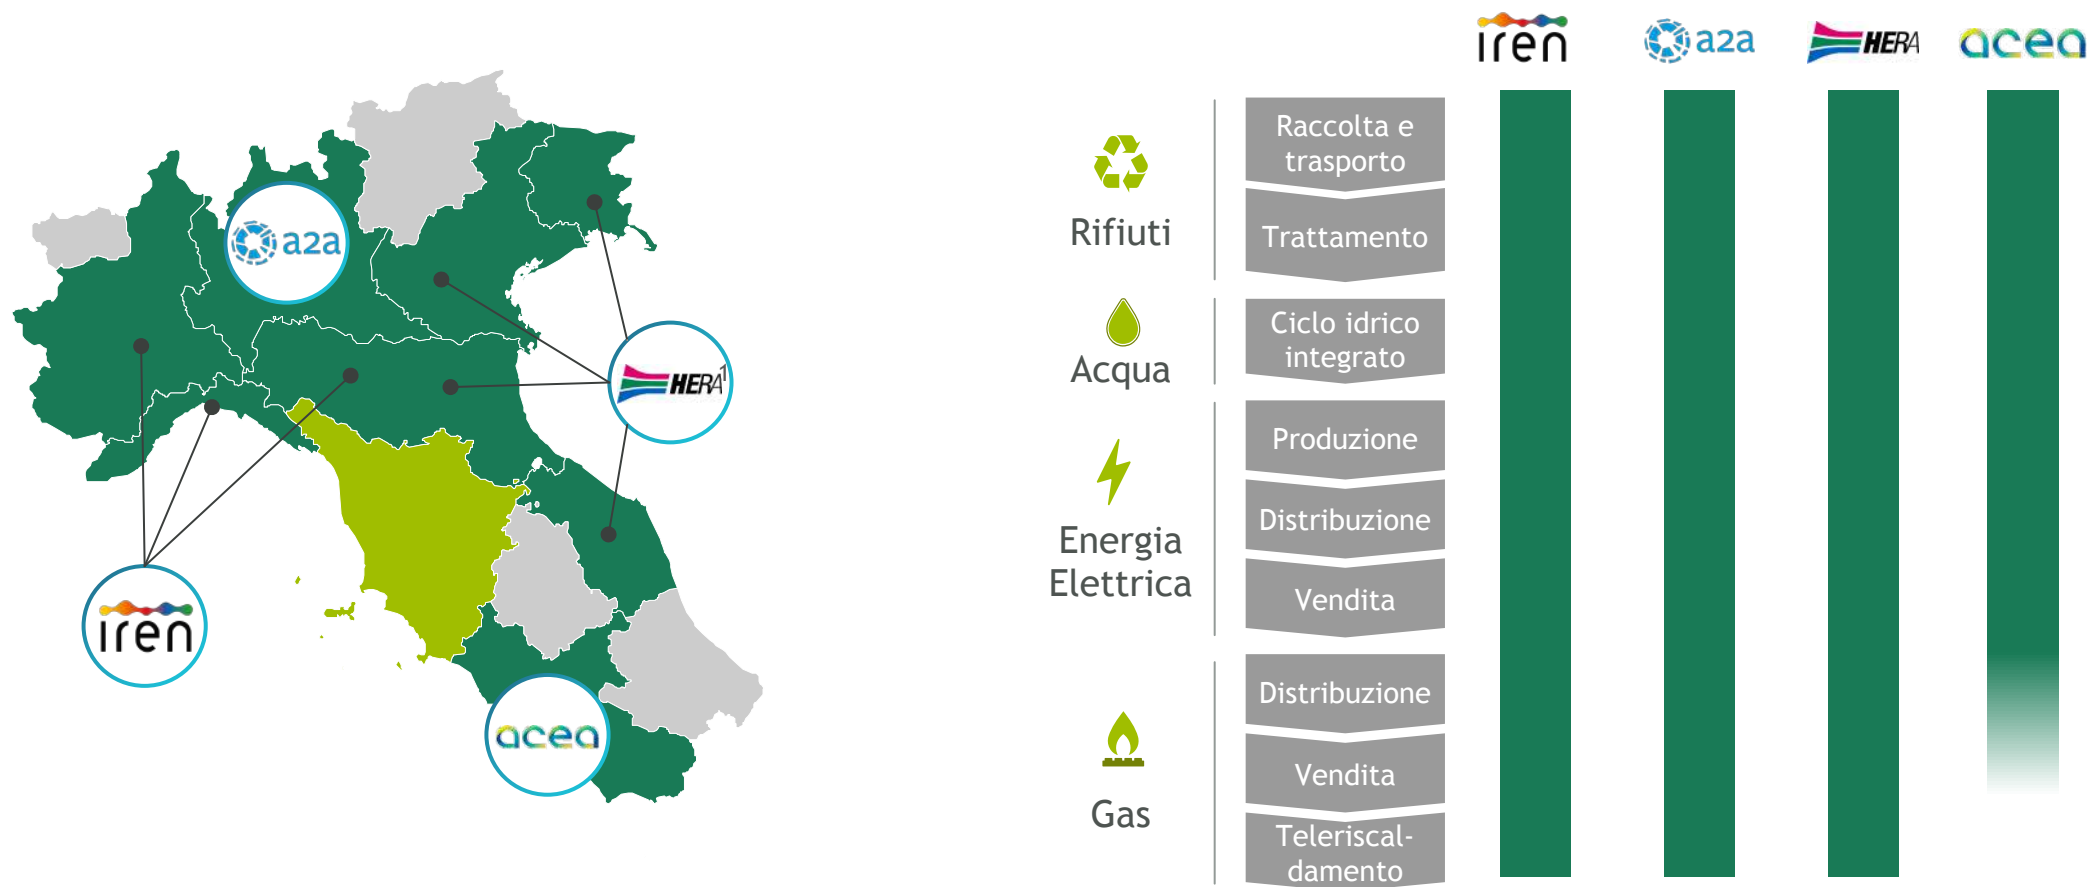 iren
a2a
HERA
acea
a2a
HERA1
iren
acea
Rifiuti
Raccolta e
trasporto
Trattamento
Acqua
Ciclo idrico
integrato
Energia
Elettrica
Produzione
Distribuzione
Vendita
Gas
Distribuzione
Vendita
Teleriscal-
damento